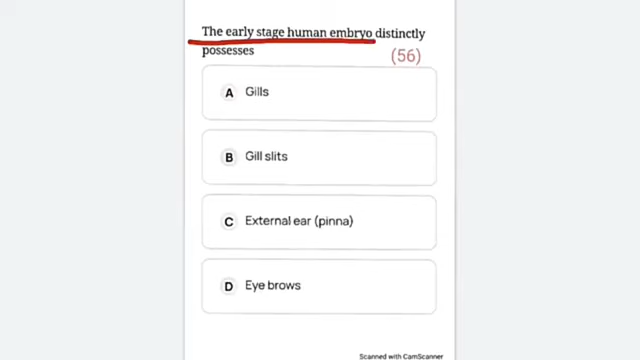 The early stage human embryo distinctly
possesses
(56)
A Gills
B Gill slits
C External ear (pinna)
D Eye brows
Scanned with CamScanner